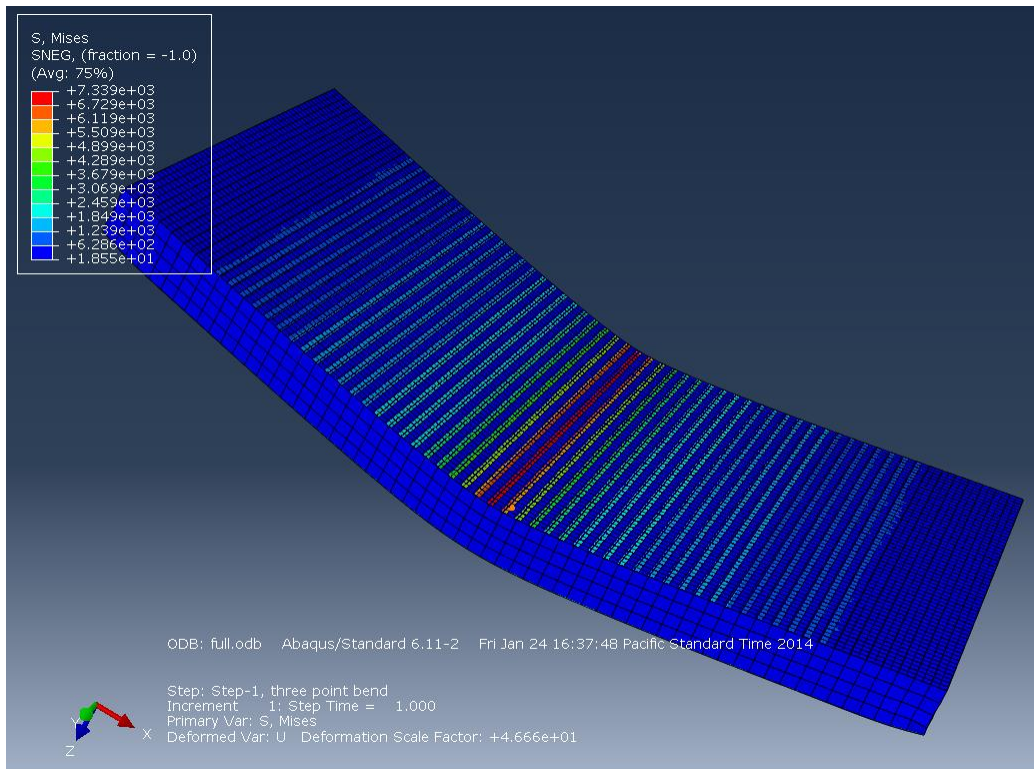 S, Mises
SNEG, (fraction = -1.0)
(Avg: 75%)
+7.339e+03
+6.729e+03
+6.119e+03
+5.509e+03
+4.899e+03
+4.289e+03
+3.679e+03
+3.069e+03
+2.459e+03
+1.849e+03
+1.239e+03
+6.286e+02
+1.855e+01
ODB: full.odb Abaqus/Standard 6.11-2 Fri Jan 24 16:37:48 Pacific Standard Time 2014
Step: Step-1, three point bend
Increment 1: Step Time = 1.000
Primary Var: S, Mises
Deformed Var: U Deformation Scale Factor: +4.666e+01
Y
X
Z